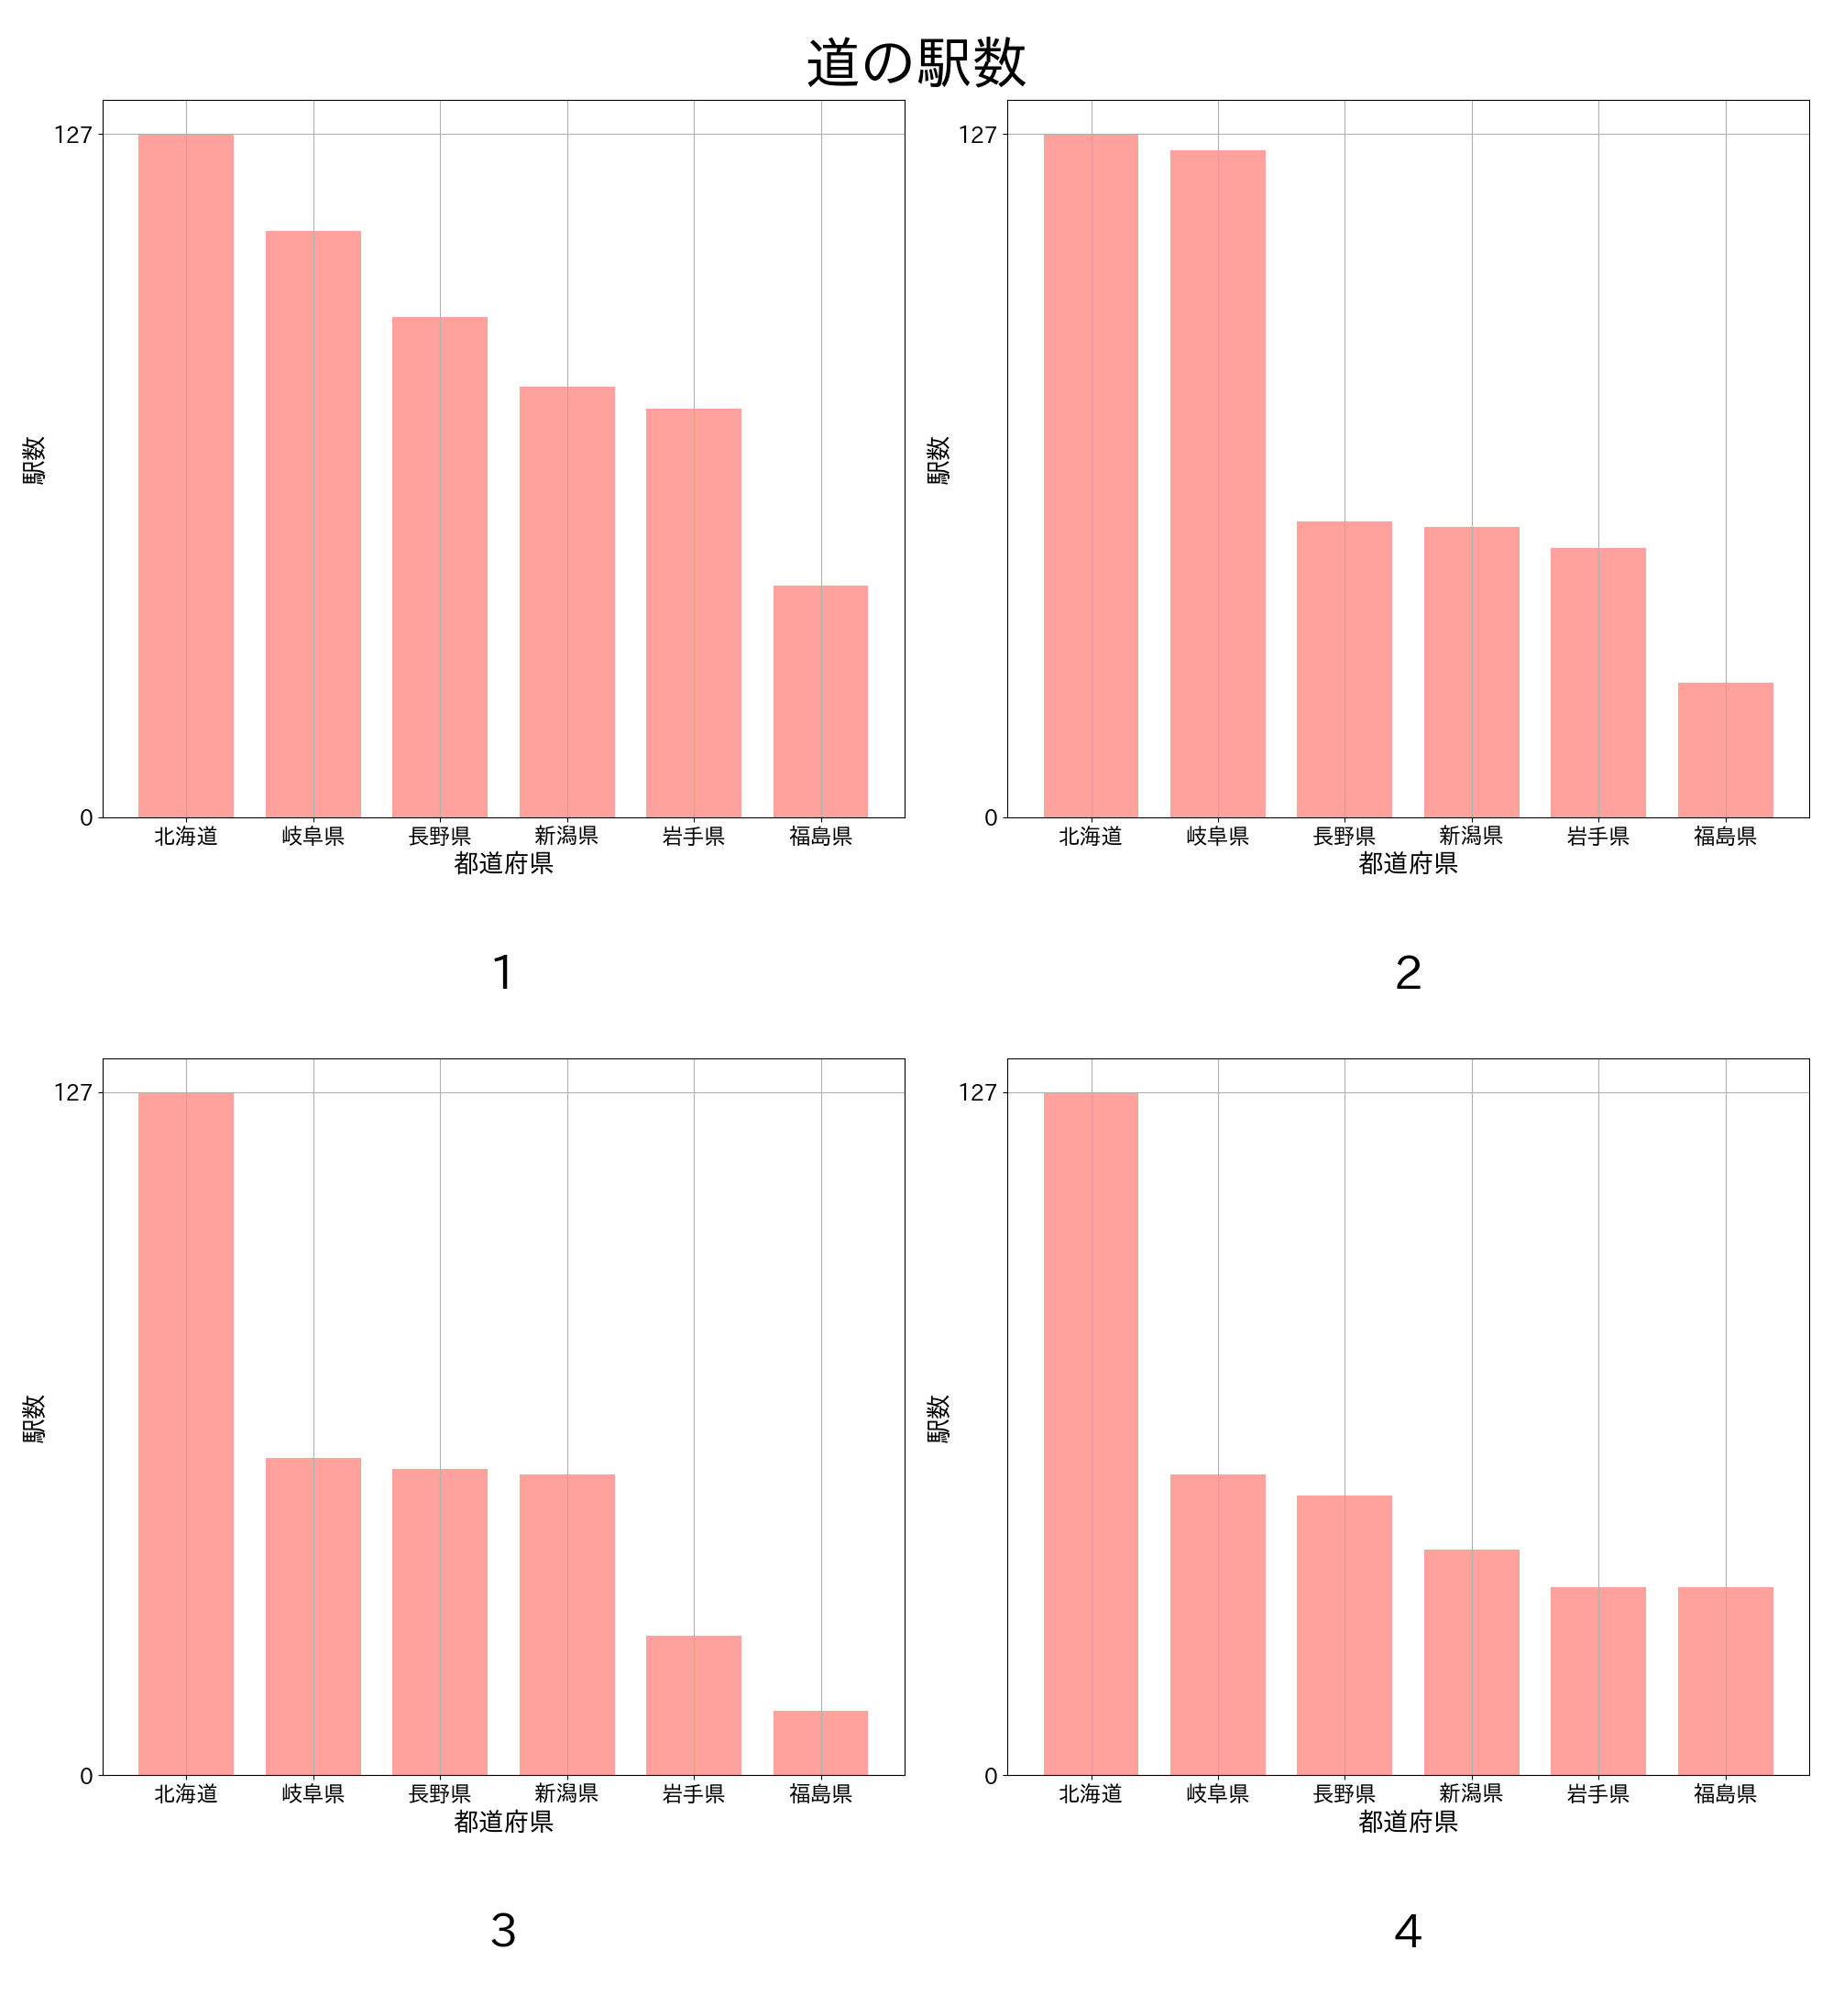 道の駅数
127
0
駅数
北海道 岐阜県 長野県 新潟県 岩手県 福島県
都道府県
1
127
0
駅数
北海道 岐阜県 長野県 新潟県 岩手県 福島県
都道府県
2
127
0
駅数
北海道 岐阜県 長野県 新潟県 岩手県 福島県
都道府県
3
127
0
駅数
北海道 岐阜県 長野県 新潟県 岩手県 福島県
都道府県
4